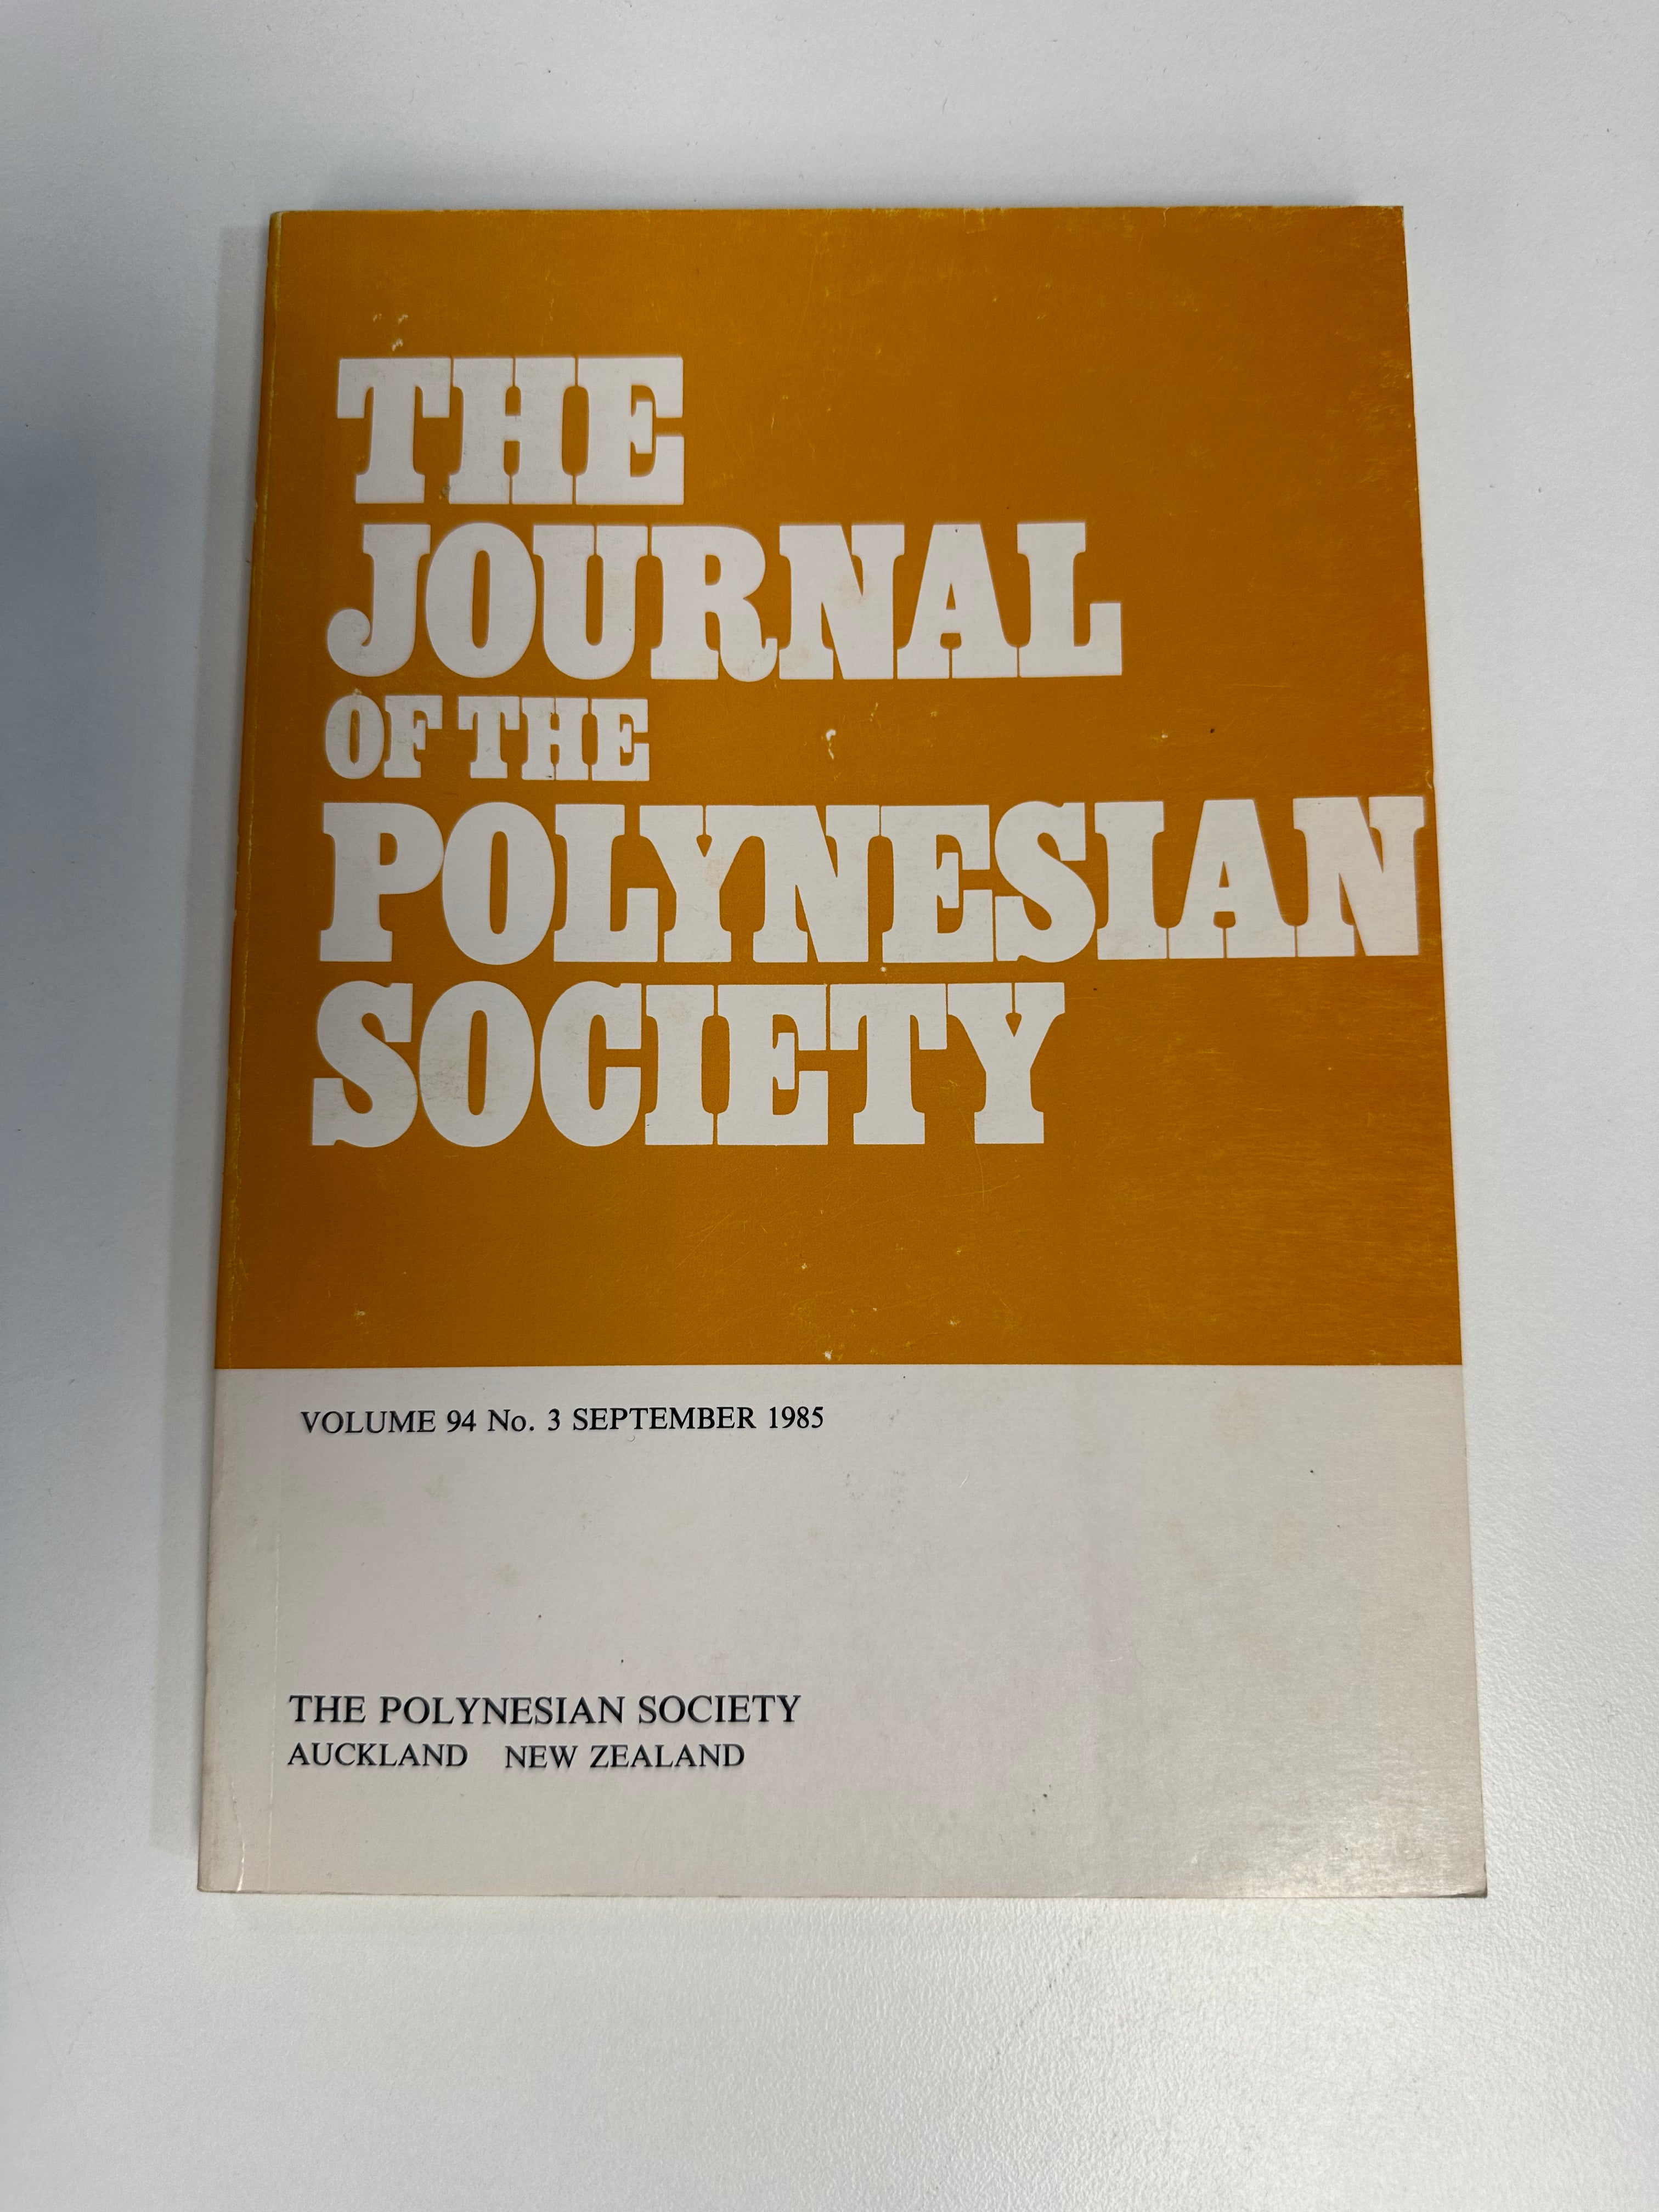 THE
JOURNAL
OF THE
POLYNESIAN
SOCIETY
VOLUME 94 No. 3 SEPTEMBER 1985
THE POLYNESIAN SOCIETY
AUCKLAND NEW ZEALAND